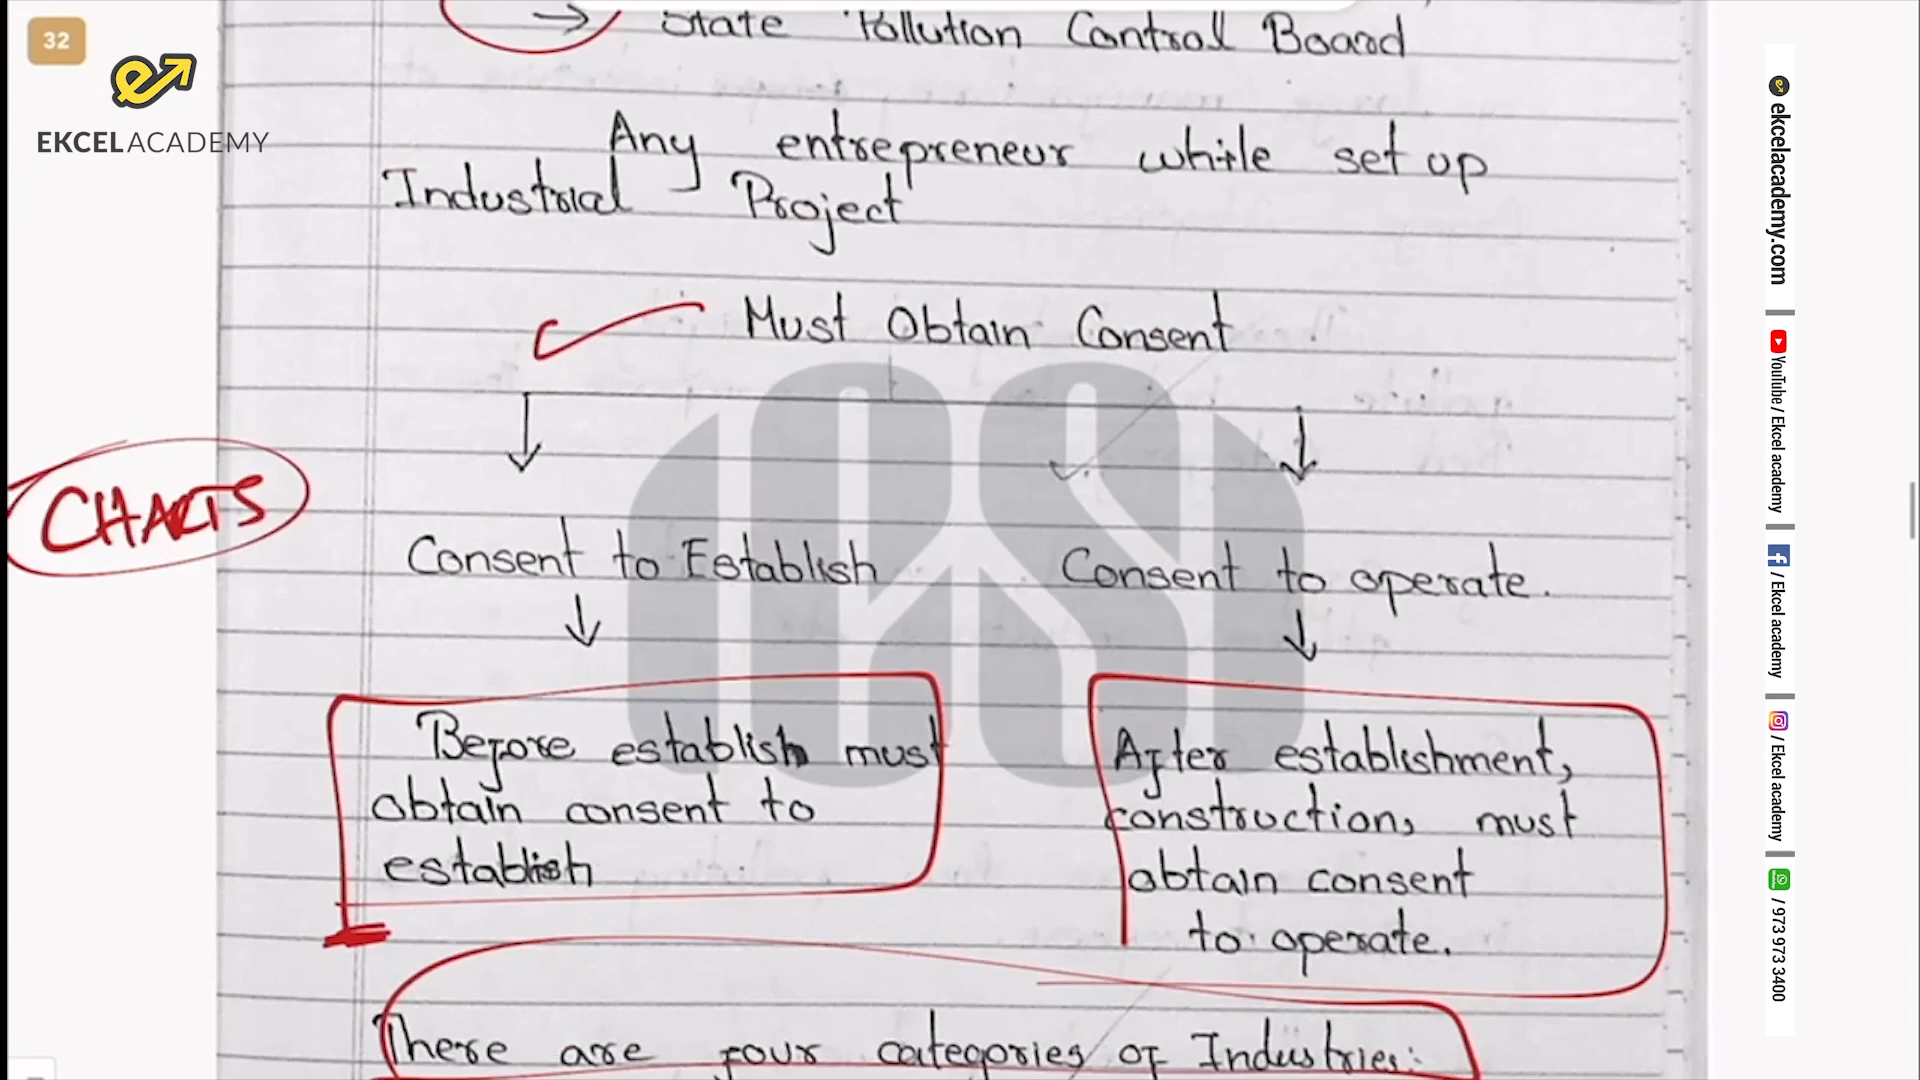 32
EKCELACADEMY
→ State Pollution Control Board
Any entrepreneur while set up
Industrial Project
Must Obtain Consent
CHARTS
Consent to Establish
Consent to operate.
Before establish must
obtain consent to
establish
After establishment,
construction, must
obtain consent
to operate.
There are four categories of Industries:
ekcelacademy.com
YouTube / Ekcel academy
/ Ekcel academy
/ Ekcel academy
/ 973 973 3400